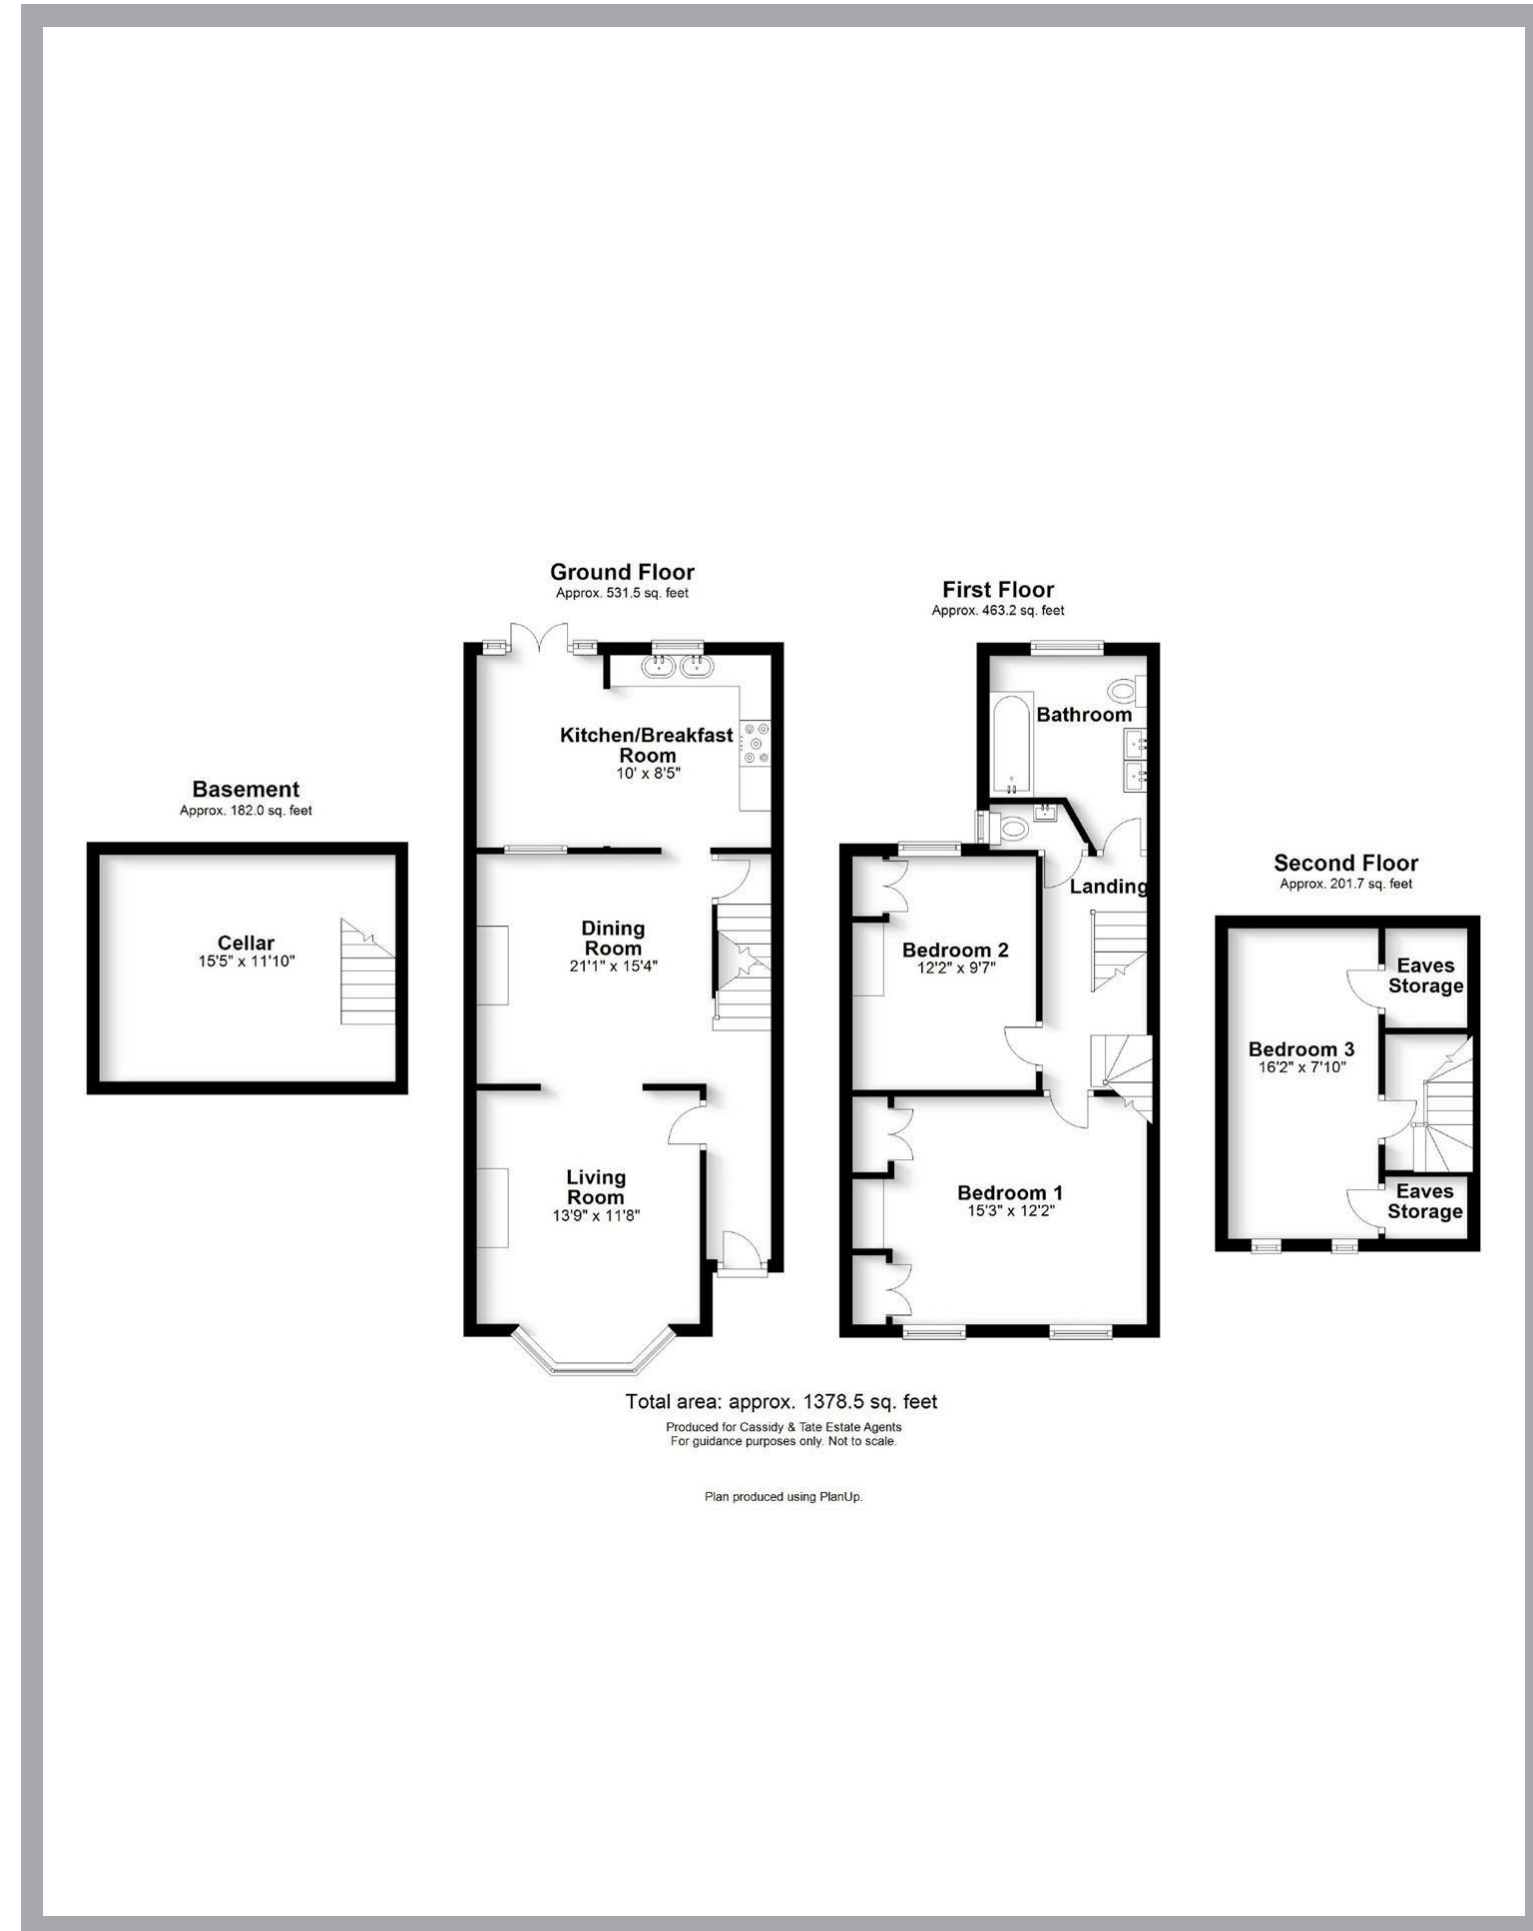 Ground Floor
Approx. 531.5 sq. feet
Kitchen/Breakfast
Room
10' x 8'5"
Dining
Room
21'1" x 15'4"
Living
Room
13'9" x 11'8"
Basement
Approx. 182.0 sq. feet
Cellar
15'5" x 11'10"
First Floor
Approx. 463.2 sq. feet
Bathroom
Landing
Bedroom 2
12'2" x 9'7"
Bedroom 1
15'3" x 12'2"
Second Floor
Approx. 201.7 sq. feet
Eaves
Storage
Bedroom 3
16'2" x 7'10"
Eaves
Storage
Total area: approx. 1378.5 sq. feet
Produced for Cassidy & Tate Estate Agents
For guidance purposes only. Not to scale.
Plan produced using PlanUp.